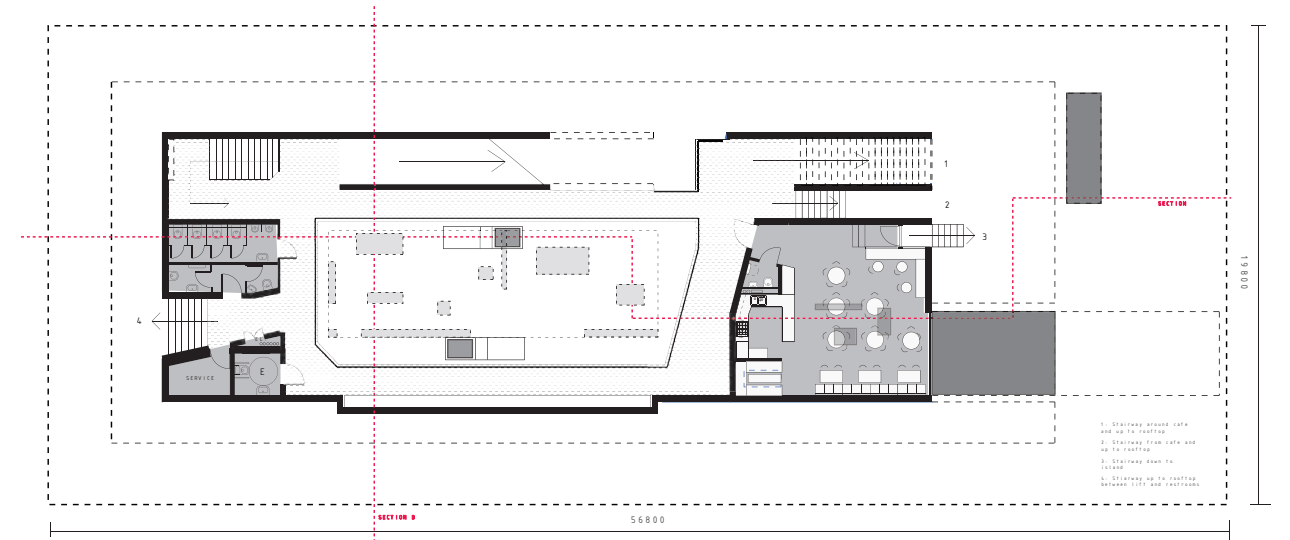 1
SECTION
2
3
19800
4
E
SERVICE
1: Stairway around cafe
and up to rooftop
2: Stairway from cafe and
up to rooftop
3: Stairway down to
island
4: Stiarway up to rooftop
between lift and restrooms
SECTION B
56800